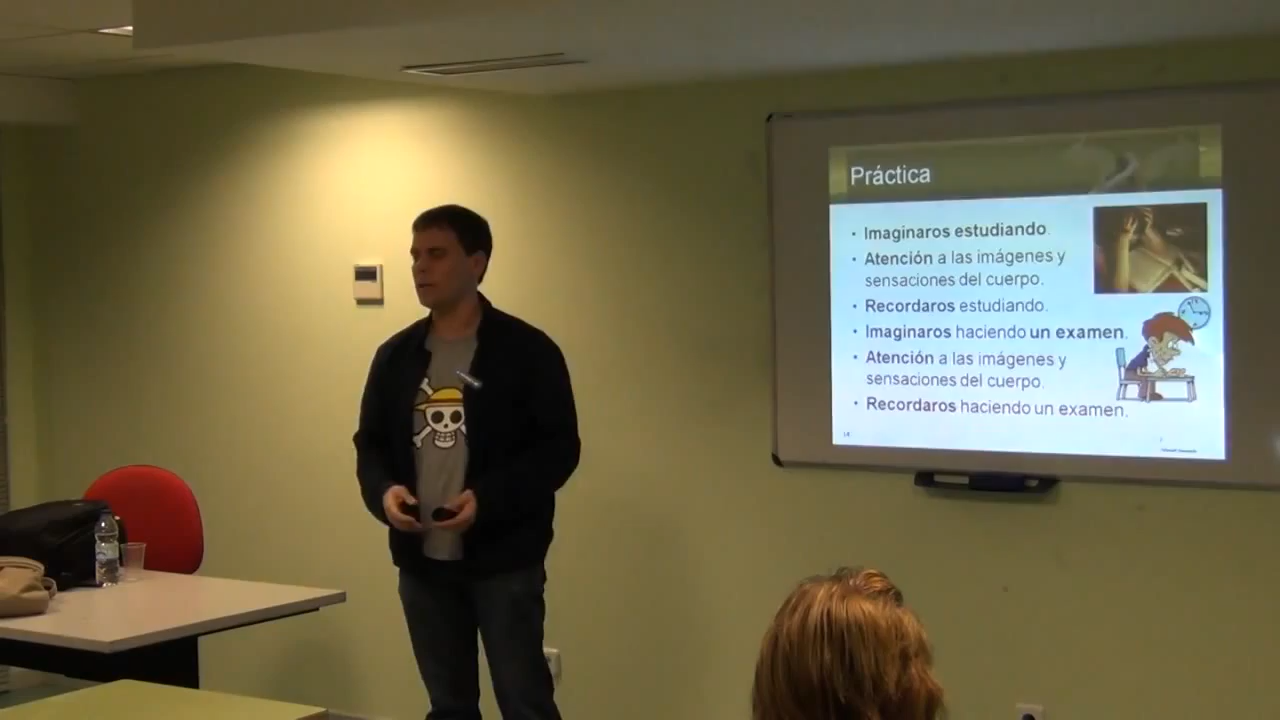 Práctica
• Imaginaros estudiando.
• Atención a las imágenes y
sensaciones del cuerpo.
• Recordaros estudiando.
• Imaginaros haciendo un examen.
• Atención a las imágenes y
sensaciones del cuerpo.
• Recordaros haciendo un examen.